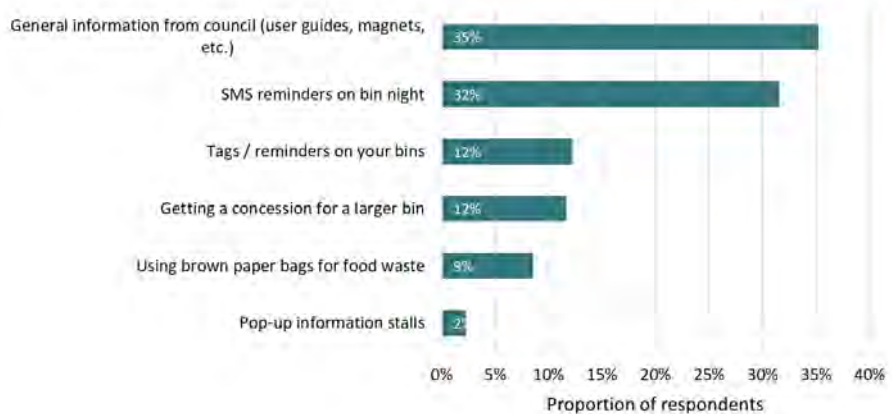 General information from council (user guides, magnets,
etc.)
35%
SMS reminders on bin night
32%
Tags / reminders on your bins
12%
Getting a concession for a larger bin
12%
Using brown paper bags for food waste
9%
Pop-up information stalls
2%
0% 5% 10% 15% 20% 25% 30% 35% 40%
Proportion of respondents